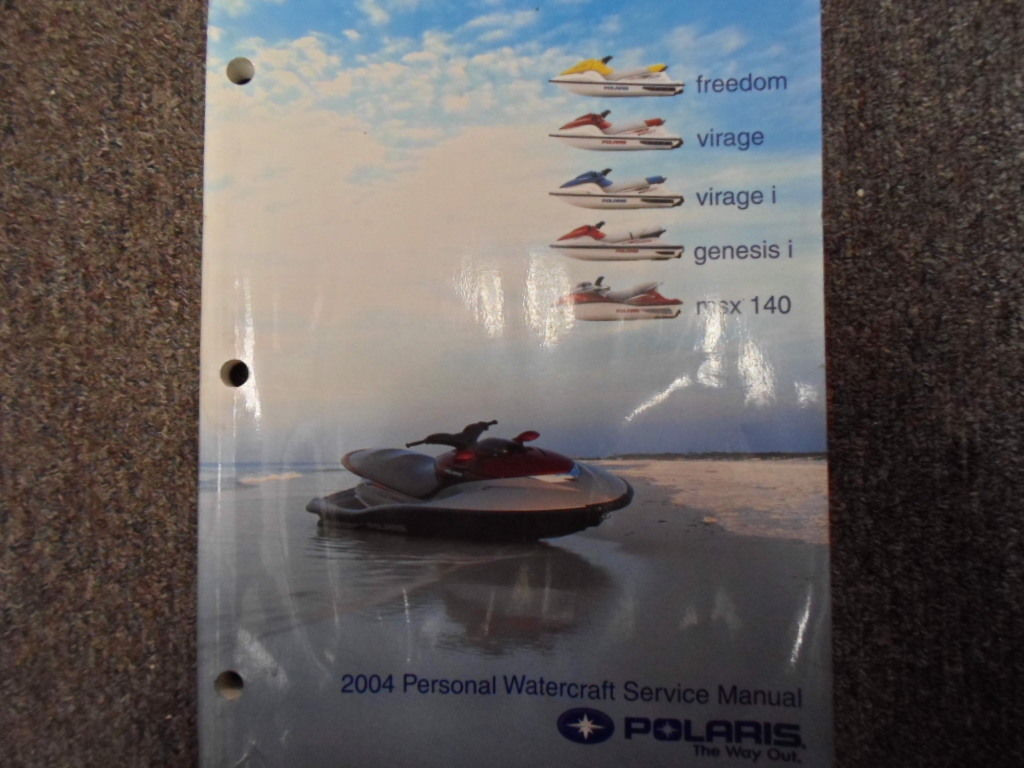 freedom
virage
virage i
genesis i
msx 140
2004 Personal Watercraft Service Manual
POLARIS
The Way Out.